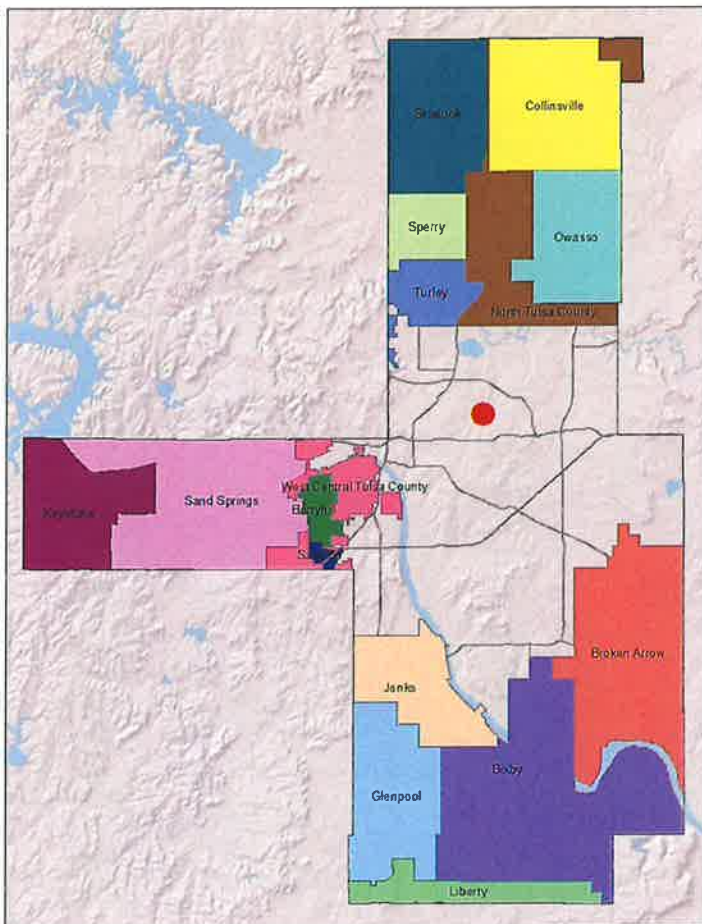 Skiatook
Collinsville
Sperry
Owasso
Turley
North Tulsa County
West Central Tulsa County
Sand Springs
Berryhill
Keystone
Broken Arrow
Jenks
Bixby
Glenpool
Liberty